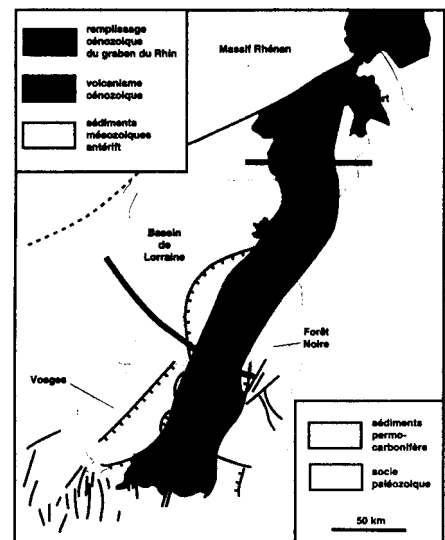 remplissage
cénozoïque
du graben du Rhin
volcanisme
cénozoïque
sédiments
mésozoïques
antérift
Massif Rhénan
rt
Bassin
de
Lorraine
Forêt
Noire
Vosges
sédiments
permo-
carbonifère
socle
paléozoïque
50 km